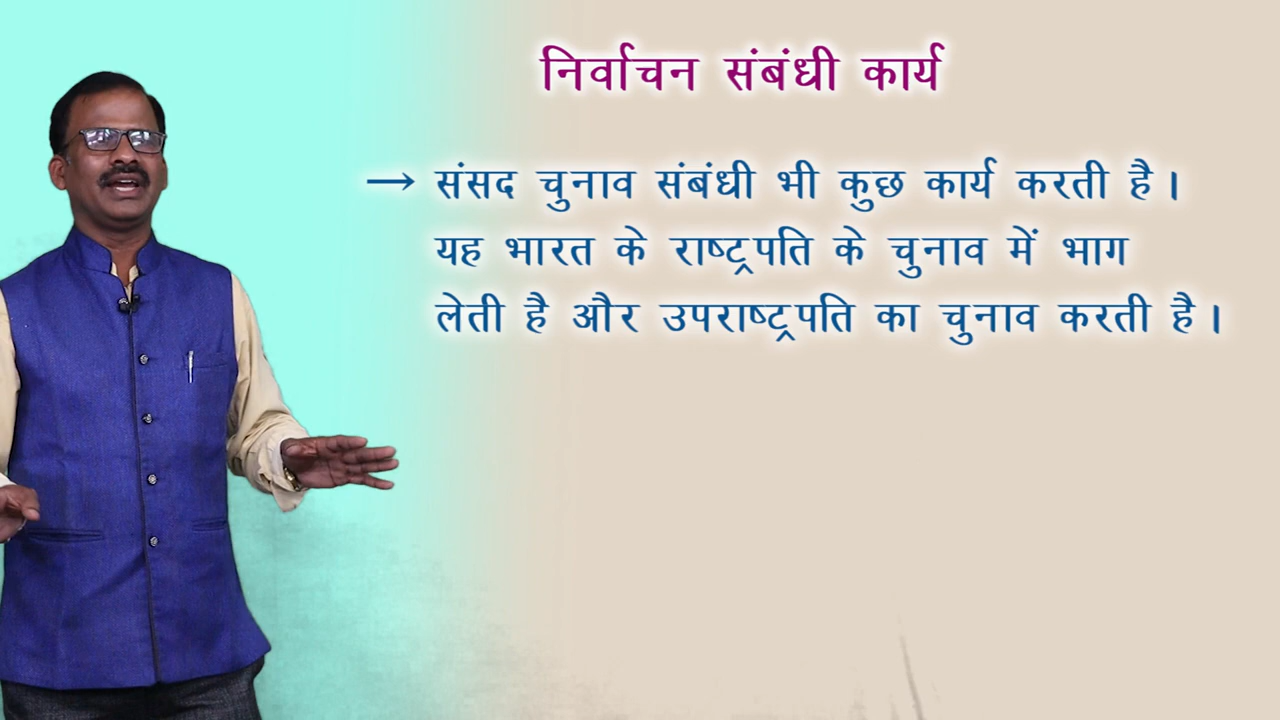 निर्वाचन संबंधी कार्य
→ संसद चुनाव संबंधी भी कुछ कार्य करती है।
यह भारत के राष्ट्रपति के चुनाव में भाग
लेती है और उपराष्ट्रपति का चुनाव करती है।